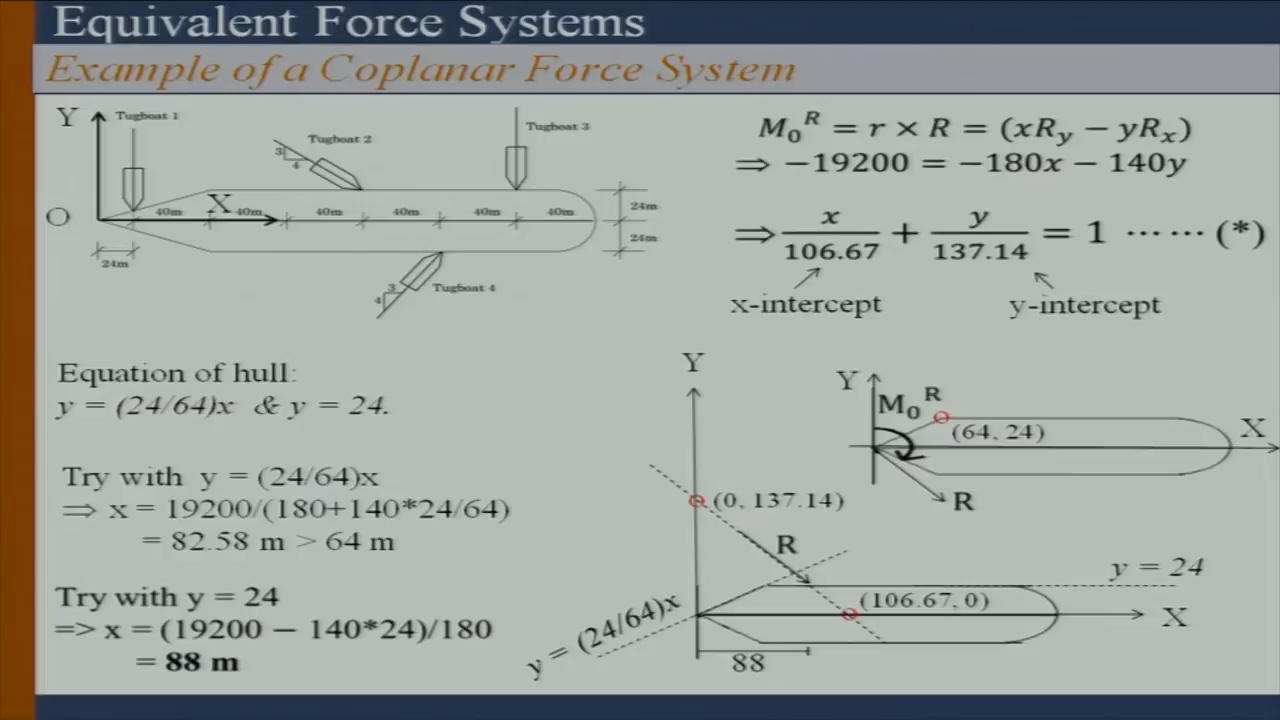 Equivalent Force Systems
Example of a Coplanar Force System
Y
Tugboat 1
Tugboat 2
Tugboat 3
3
4
X
O
40m 40m 40m 40m 40m 40m
24m
24m
24m
3
4
Tugboat 4
M₀ᴿ = r × R = (xRy − yRx)
⇒ −19200 = −180x − 140y
⇒ x/106.67 + y/137.14 = 1 ⋯⋯ (*)
x-intercept
y-intercept
Equation of hull:
y = (24/64)x & y = 24.
Try with y = (24/64)x
⇒ x = 19200/(180+140*24/64)
= 82.58 m > 64 m
Try with y = 24
=> x = (19200 − 140*24)/180
= 88 m
Y
M₀ᴿ
(64, 24)
X
R
Y
(0, 137.14)
R
y = 24
(106.67, 0)
X
y = (24/64)x
88